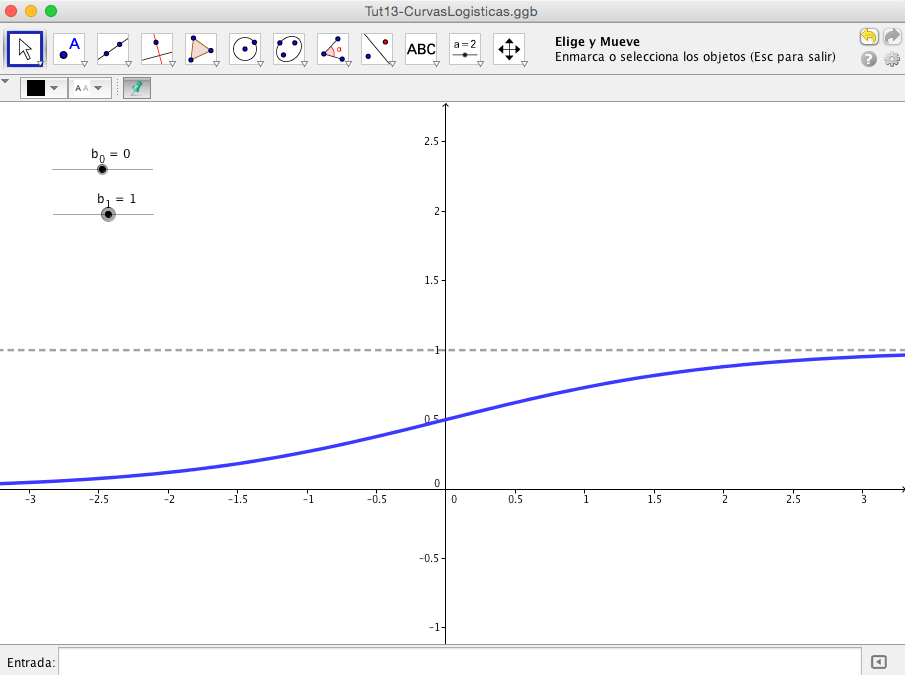 Tut13-CurvasLogisticas.ggb
A
α
ABC
a=2
Elige y Mueve
Enmarca o selecciona los objetos (Esc para salir)
?
A A
b0 = 0
b1 = 1
2.5
2
1.5
1
0.5
0
-3 -2.5 -2 -1.5 -1 -0.5 0 0.5 1 1.5 2 2.5 3
-0.5
-1
Entrada: